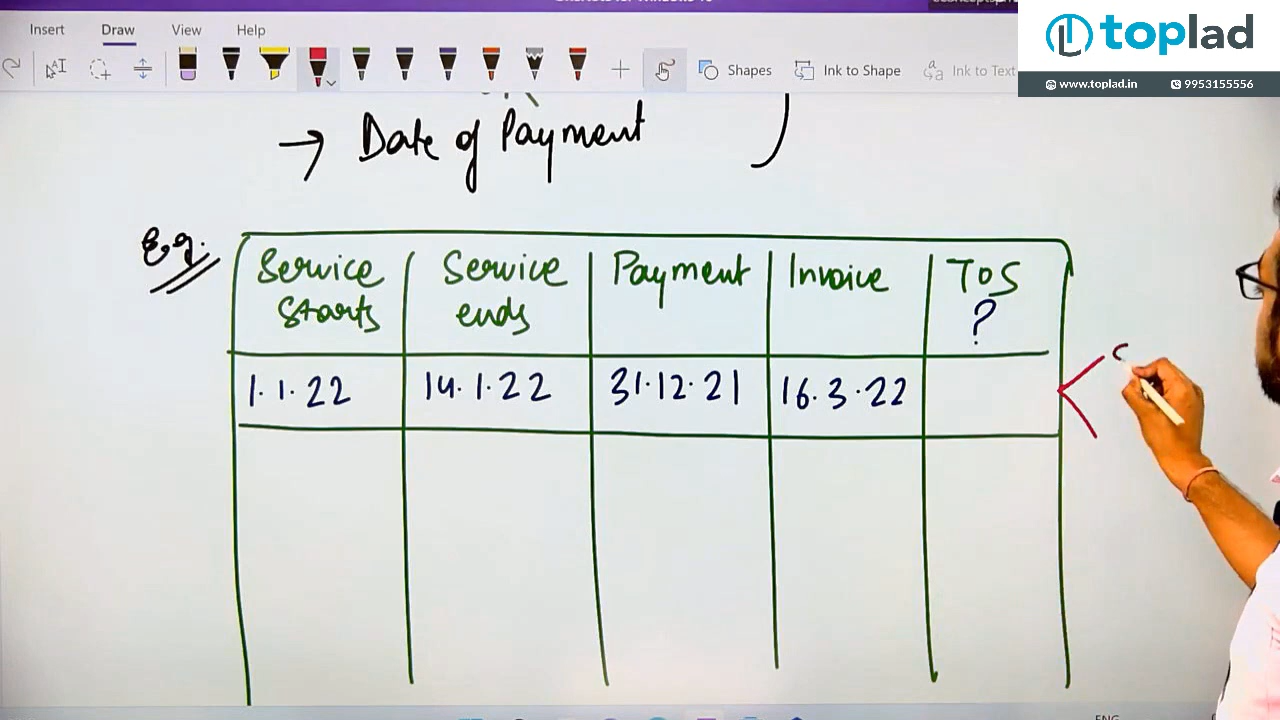 Insert Draw View Help
toplad
www.toplad.in 9953155556
Shapes Ink to Shape Ink to Text
→ Date of Payment
E.g.
Service starts Service ends Payment Invoice TOS ?
1.1.22 14.1.22 31.12.21 16.3.22
ENG